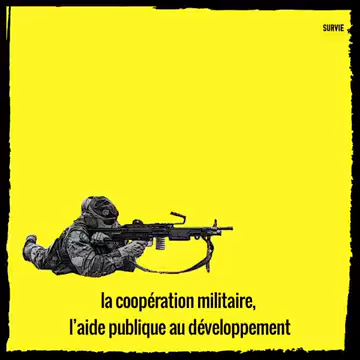 SURVIE
la coopération militaire,
l'aide publique au développement